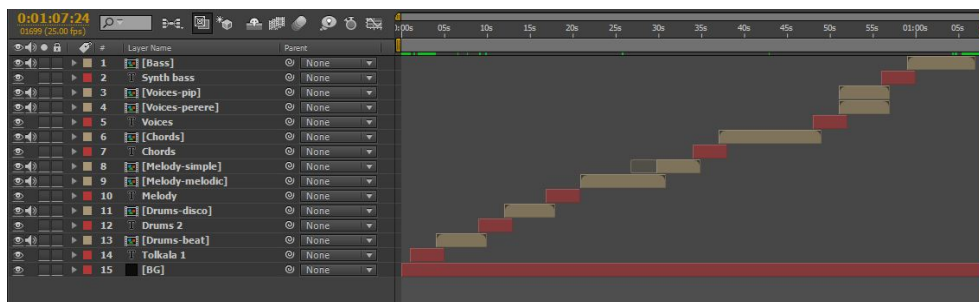 0:01:07:24
01699 (25.00 fps)
# Layer Name Parent
):00s 05s 10s 15s 20s 25s 30s 35s 40s 45s 50s 55s 01:00s 05s
1 [Bass] None
2 T Synth bass None
3 [Voices-pip] None
4 [Voices-perere] None
5 T Voices None
6 [Chords] None
7 T Chords None
8 [Melody-simple] None
9 [Melody-melodic] None
10 T Melody None
11 [Drums-disco] None
12 T Drums 2 None
13 [Drums-beat] None
14 T Tolkala 1 None
15 [BG] None